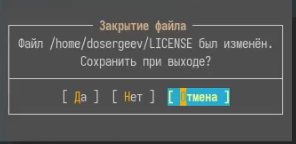 Закрытие файла
Файл /home/dosergeev/LICENSE был изменён.
Сохранить при выходе?
[ Да ] [ Нет ] [ Отмена ]